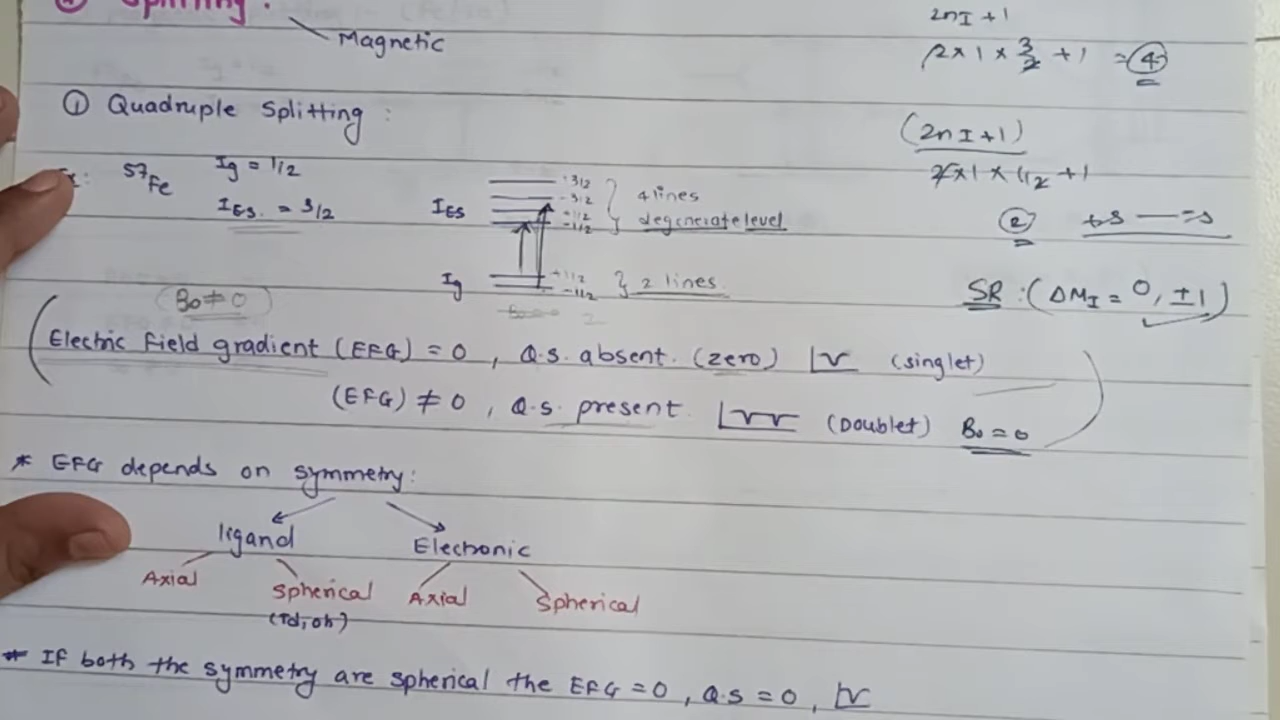 Splitting :
Magnetic
2nI + 1
2 x 1 x 3/2 + 1 = 4
① Quadruple Splitting :
(2nI + 1)
2 x 1 x 1/2 + 1
57Fe Ig = 1/2
IES. = 3/2
IES +3/2 -3/2 +1/2 -1/2 } 4 lines
} degenerate level
②
Ig +1/2 -1/2 } 2 lines.
SR : (ΔMI = 0, ±1)
B0 ≠ 0
Electric Field gradient (EFG) = 0, Q.S. absent. (zero) (singlet)
(EFG) ≠ 0, Q.S. present. (Doublet) B0 = 0
* EFG depends on symmetry:
ligand Electronic
Axial Spherical Axial Spherical
(Td, oh)
* If both the symmetry are spherical the EFG = 0, Q.S = 0,